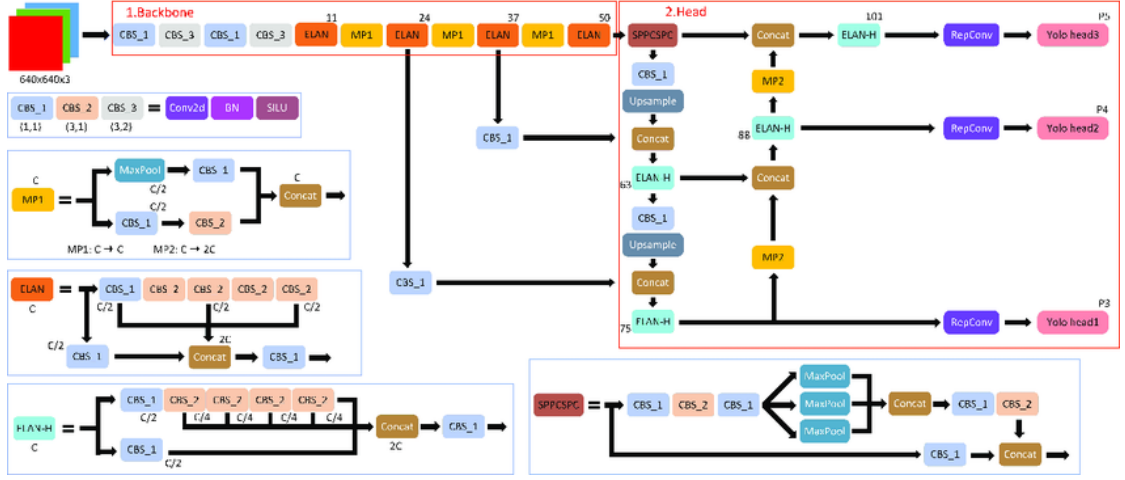 1.Backbone
2.Head
11
24
37
50
101
P5
CBS_1 CBS_3 CBS_1 CBS_3 ELAN MP1 ELAN MP1 ELAN MP1 ELAN
SPPCSPC Concat ELAN-H RepConv Yolo head3
640x640x3
CBS_1
MP2
Upsample
P4
CBS_1 CBS_2 CBS_3 = Conv2d BN SILU
(1,1) (3,1) (3,2)
CBS_1
Concat
88
ELAN-H RepConv Yolo head2
63
ELAN-H Concat
CBS_1
Upsample
MP2
CBS_1
Concat
P3
75
ELAN-H RepConv Yolo head1
C
MP1 =
MaxPool CBS_1
C/2
C/2
CBS_1 CBS_2
C
Concat
MP1: C → C MP2: C → 2C
ELAN = CBS_1 CBS_2 CBS_2 CBS_2 CBS_2
C C/2 C/2 C/2
C/2 2C
CBS_1 Concat CBS_1
CBS_1 CBS_2 CBS_2 CBS_2 CBS_2
C/2 C/4 C/4 C/4 C/4
ELAN-H = Concat CBS_1
C 2C
CBS_1
C/2
SPPCSPC = CBS_1 CBS_2 CBS_1
MaxPool
MaxPool
MaxPool
Concat CBS_1 CBS_2
CBS_1 Concat